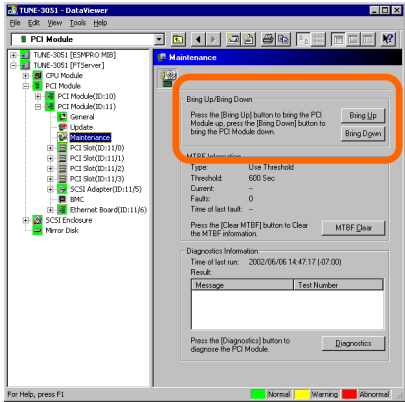 TUNE-3051 - DataViewer
File Edit View Tools Help
PCI Module
TUNE-3051 [ESMPRO MIB]
TUNE-3051 [FTServer]
CPU Module
PCI Module
PCI Module(ID:10)
PCI Module(ID:11)
General
Update
Maintenance
PCI Slot(ID:11/0)
PCI Slot(ID:11/1)
PCI Slot(ID:11/2)
PCI Slot(ID:11/3)
SCSI Adapter(ID:11/5)
BMC
Ethernet Board(ID:11/6)
SCSI Enclosure
Mirror Disk
Maintenance
Bring Up/Bring Down
Press the [Bring Up] button to bring the PCI
Module up, press the [Bring Down] button to
bring the PCI Module down.
Bring Up
Bring Down
MTBF Information
Type: Use Threshold
Threshold: 600 Sec
Current: –
Faults: 0
Time of last fault: –
Press the [Clear MTBF] button to Clear
the MTBF information.
MTBF Clear
Diagnostics Information
Time of last run: 2002/06/06 14:47:17 (-07:00)
Result:
Message Test Number
Press the [Diagnostics] button to
diagnose the PCI Module.
Diagnostics
For Help, press F1
Normal Warning Abnormal